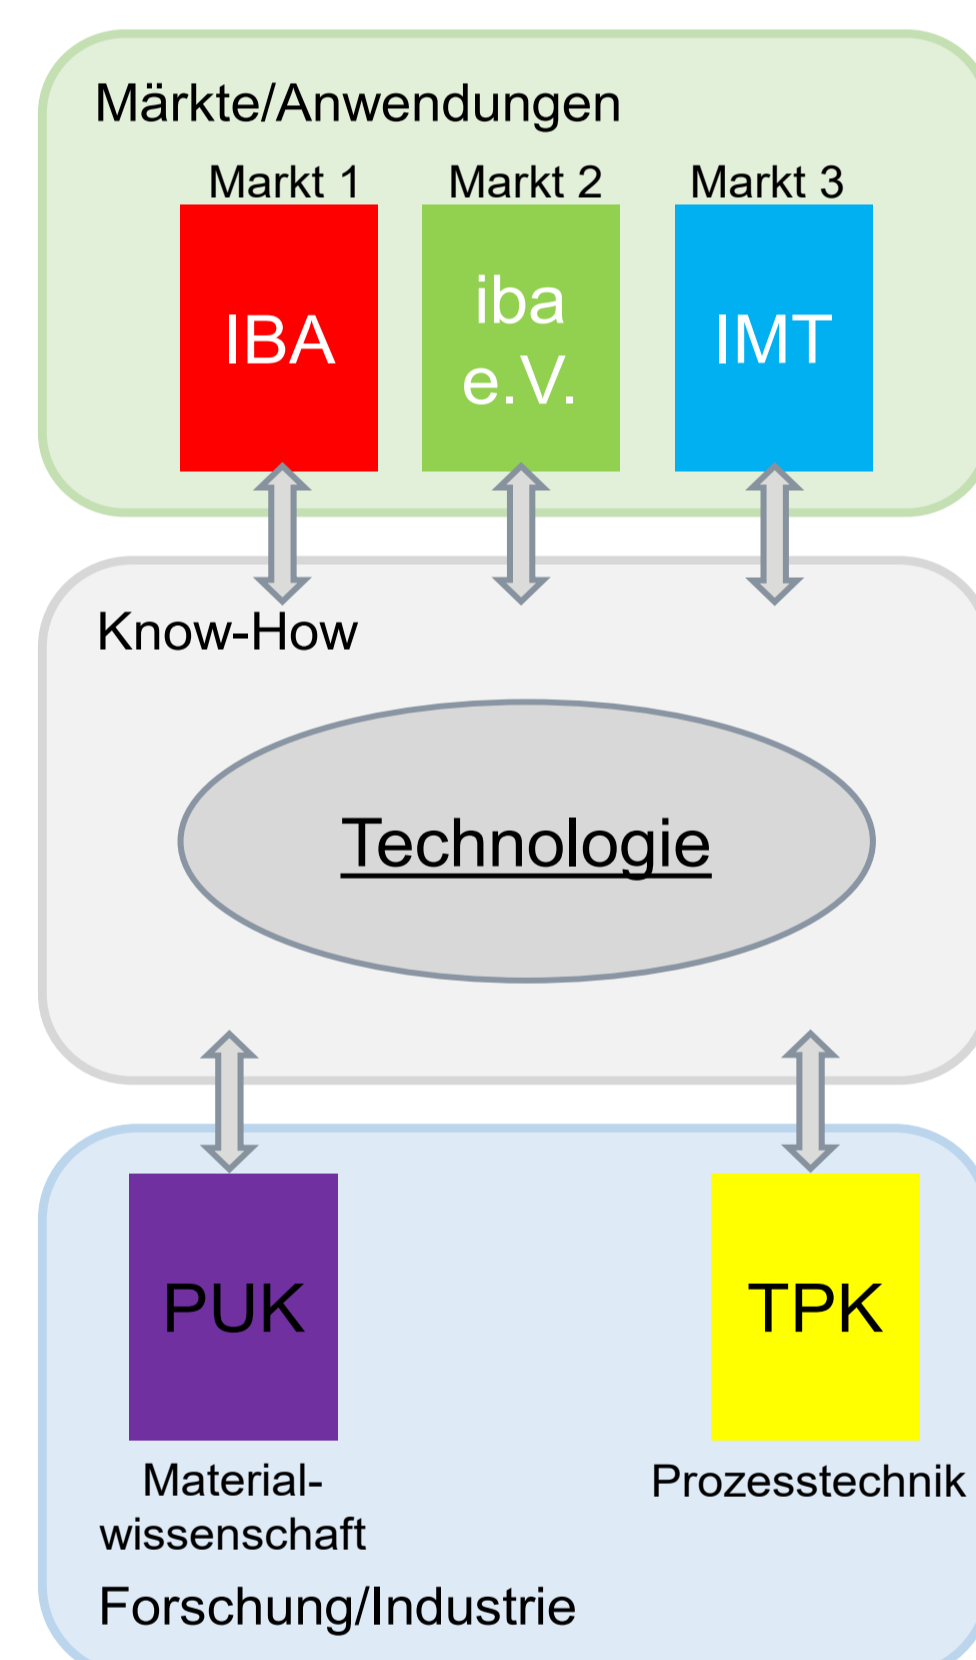 Märkte/Anwendungen
Markt 1 Markt 2 Markt 3
IBA
iba
e.V.
IMT
Know-How
Technologie
PUK
TPK
Material-
wissenschaft
Prozesstechnik
Forschung/Industrie